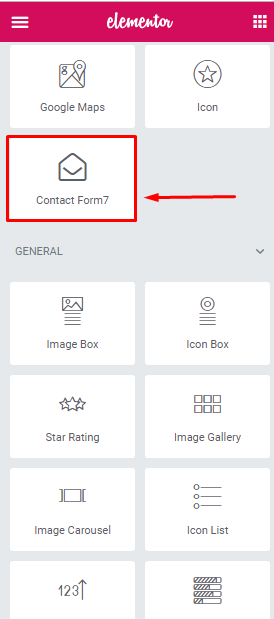 elementor
Google Maps
Icon
Contact Form7
GENERAL
Image Box
Icon Box
Star Rating
Image Gallery
Image Carousel
Icon List
123